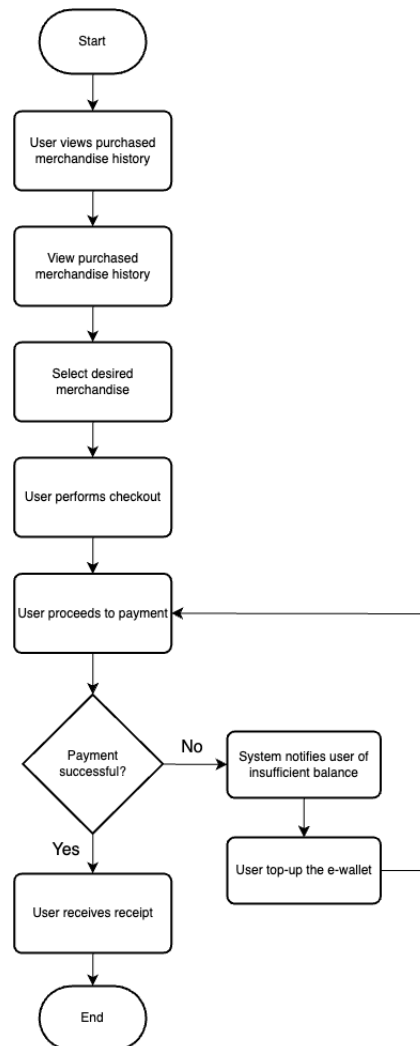 Start
User views purchased
merchandise history
View purchased
merchandise history
Select desired
merchandise
User performs checkout
User proceeds to payment
Payment
successful?
No
System notifies user of
insufficient balance
Yes
User top-up the e-wallet
User receives receipt
End